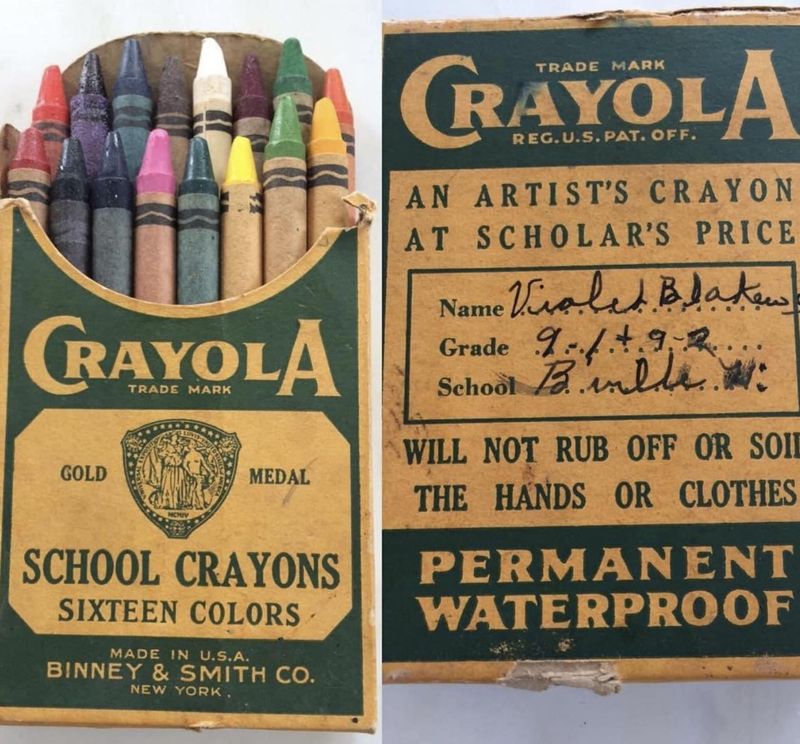 CRAYOLA
TRADE MARK
GOLD MEDAL
MCMIV
SCHOOL CRAYONS
SIXTEEN COLORS
MADE IN U.S.A.
BINNEY & SMITH CO.
NEW YORK.
TRADE MARK
CRAYOLA
REG.U.S.PAT.OFF.
AN ARTIST'S CRAYON
AT SCHOLAR'S PRICE
Name Violet
Grade 9-1+9-2
School
WILL NOT RUB OFF OR SOIL
THE HANDS OR CLOTHES
PERMANENT
WATERPROOF